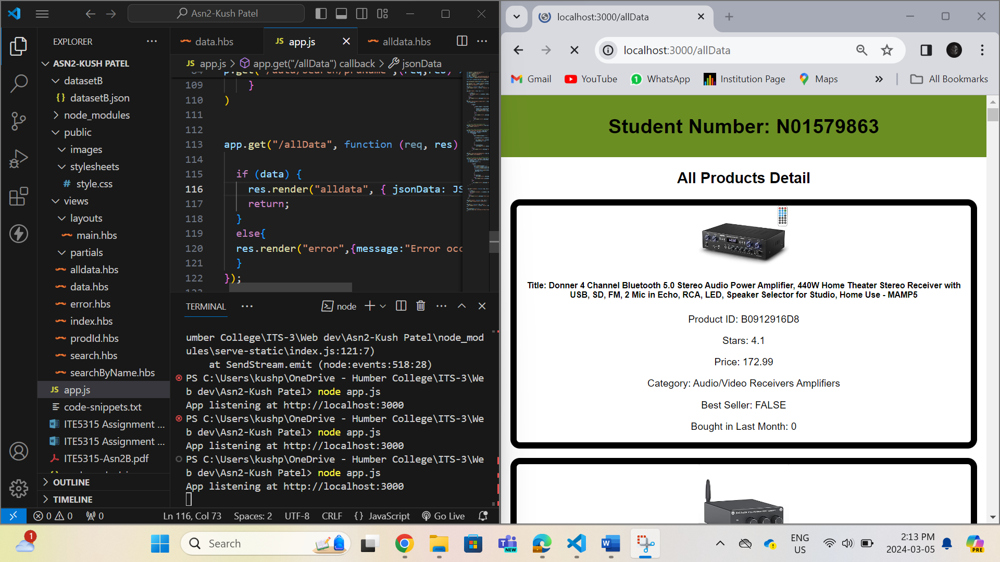 Asn2-Kush Patel
EXPLORER
ASN2-KUSH PATEL
datasetB
{} datasetB.json
node_modules
public
images
stylesheets
# style.css
views
layouts
main.hbs
partials
alldata.hbs
data.hbs
error.hbs
index.hbs
prodId.hbs
search.hbs
searchByName.hbs
JS app.js
code-snippets.txt
ITE5315 Assignment ...
ITE5315 Assignment ...
ITE5315-Asn2B.pdf
OUTLINE
TIMELINE
data.hbs
JS app.js
alldata.hbs
JS app.js > app.get("/allData") callback > jsonData
109 }
110 )
111
112
113 app.get("/allData", function (req, res)
114
115 if (data) {
116 res.render("alldata", { jsonData: JS
117 return;
118 }
119 else{
120 res.render("error",{message:"Error occ
121 }
122 });
TERMINAL
node
umber College\ITS-3\Web dev\Asn2-Kush Patel\node_mod
ules\serve-static\index.js:121:7)
at SendStream.emit (node:events:518:28)
PS C:\Users\kushp\OneDrive - Humber College\ITS-3\We
b dev\Asn2-Kush Patel> node app.js
App listening at http://localhost:3000
PS C:\Users\kushp\OneDrive - Humber College\ITS-3\We
b dev\Asn2-Kush Patel> node app.js
App listening at http://localhost:3000
PS C:\Users\kushp\OneDrive - Humber College\ITS-3\We
b dev\Asn2-Kush Patel> node app.js
App listening at http://localhost:3000
0 0 0
Ln 116, Col 73 Spaces: 2 UTF-8 CRLF {} JavaScript Go Live
localhost:3000/allData
localhost:3000/allData
Gmail YouTube WhatsApp Institution Page Maps » All Bookmarks
Student Number: N01579863
All Products Detail
Title: Donner 4 Channel Bluetooth 5.0 Stereo Audio Power Amplifier, 440W Home Theater Stereo Receiver with
USB, SD, FM, 2 Mic in Echo, RCA, LED, Speaker Selector for Studio, Home Use - MAMP5
Product ID: B0912916D8
Stars: 4.1
Price: 172.99
Category: Audio/Video Receivers Amplifiers
Best Seller: FALSE
Bought in Last Month: 0
1
Search
NEW
ENG
US
2:13 PM
2024-03-05
PRE